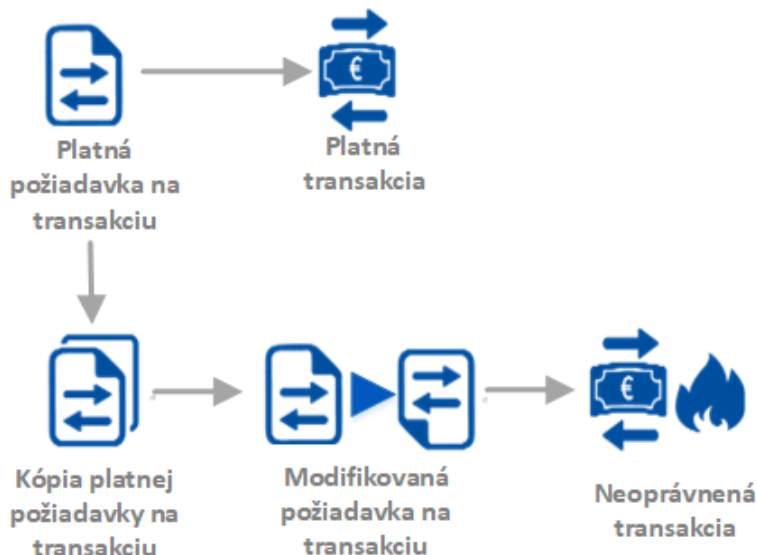 €
Platná
požiadavka na
transakciu
Platná
transakcia
Kópia platnej
požiadavky na
transakciu
Modifikovaná
požiadavka na
transakciu
€
Neoprávnená
transakcia